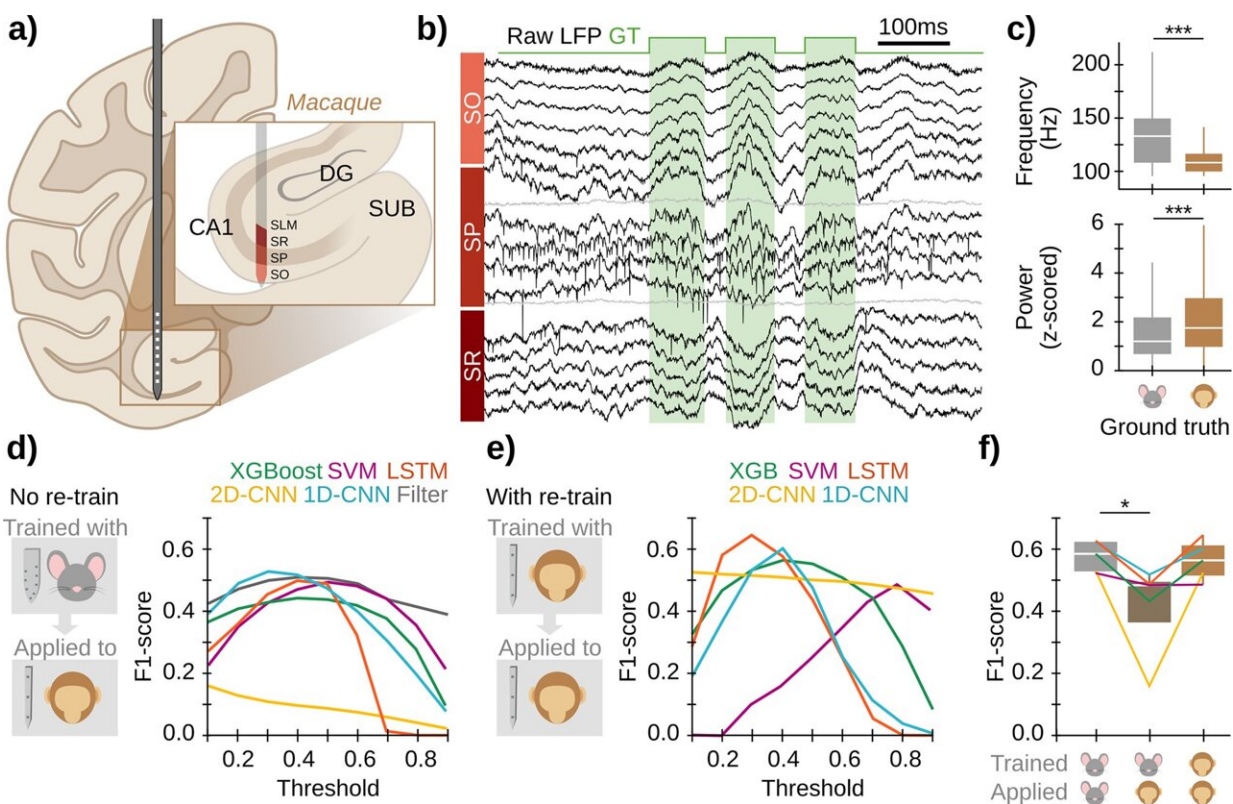 a)
Macaque
DG
CA1
SUB
SLM
SR
SP
SO
b)
Raw LFP GT
100ms
SO
SP
SR
c)
***
Frequency
(Hz)
200
150
100
***
Power
(z-scored)
6
4
2
0
Ground truth
d)
No re-train
Trained with
Applied to
XGBoost SVM LSTM
2D-CNN 1D-CNN Filter
F1-score
0.6
0.4
0.2
0.0
0.2 0.4 0.6 0.8
Threshold
e)
With re-train
Trained with
Applied to
XGB SVM LSTM
2D-CNN 1D-CNN
F1-score
0.6
0.4
0.2
0.0
0.2 0.4 0.6 0.8
Threshold
f)
*
F1-score
0.6
0.4
0.2
0.0
Trained
Applied